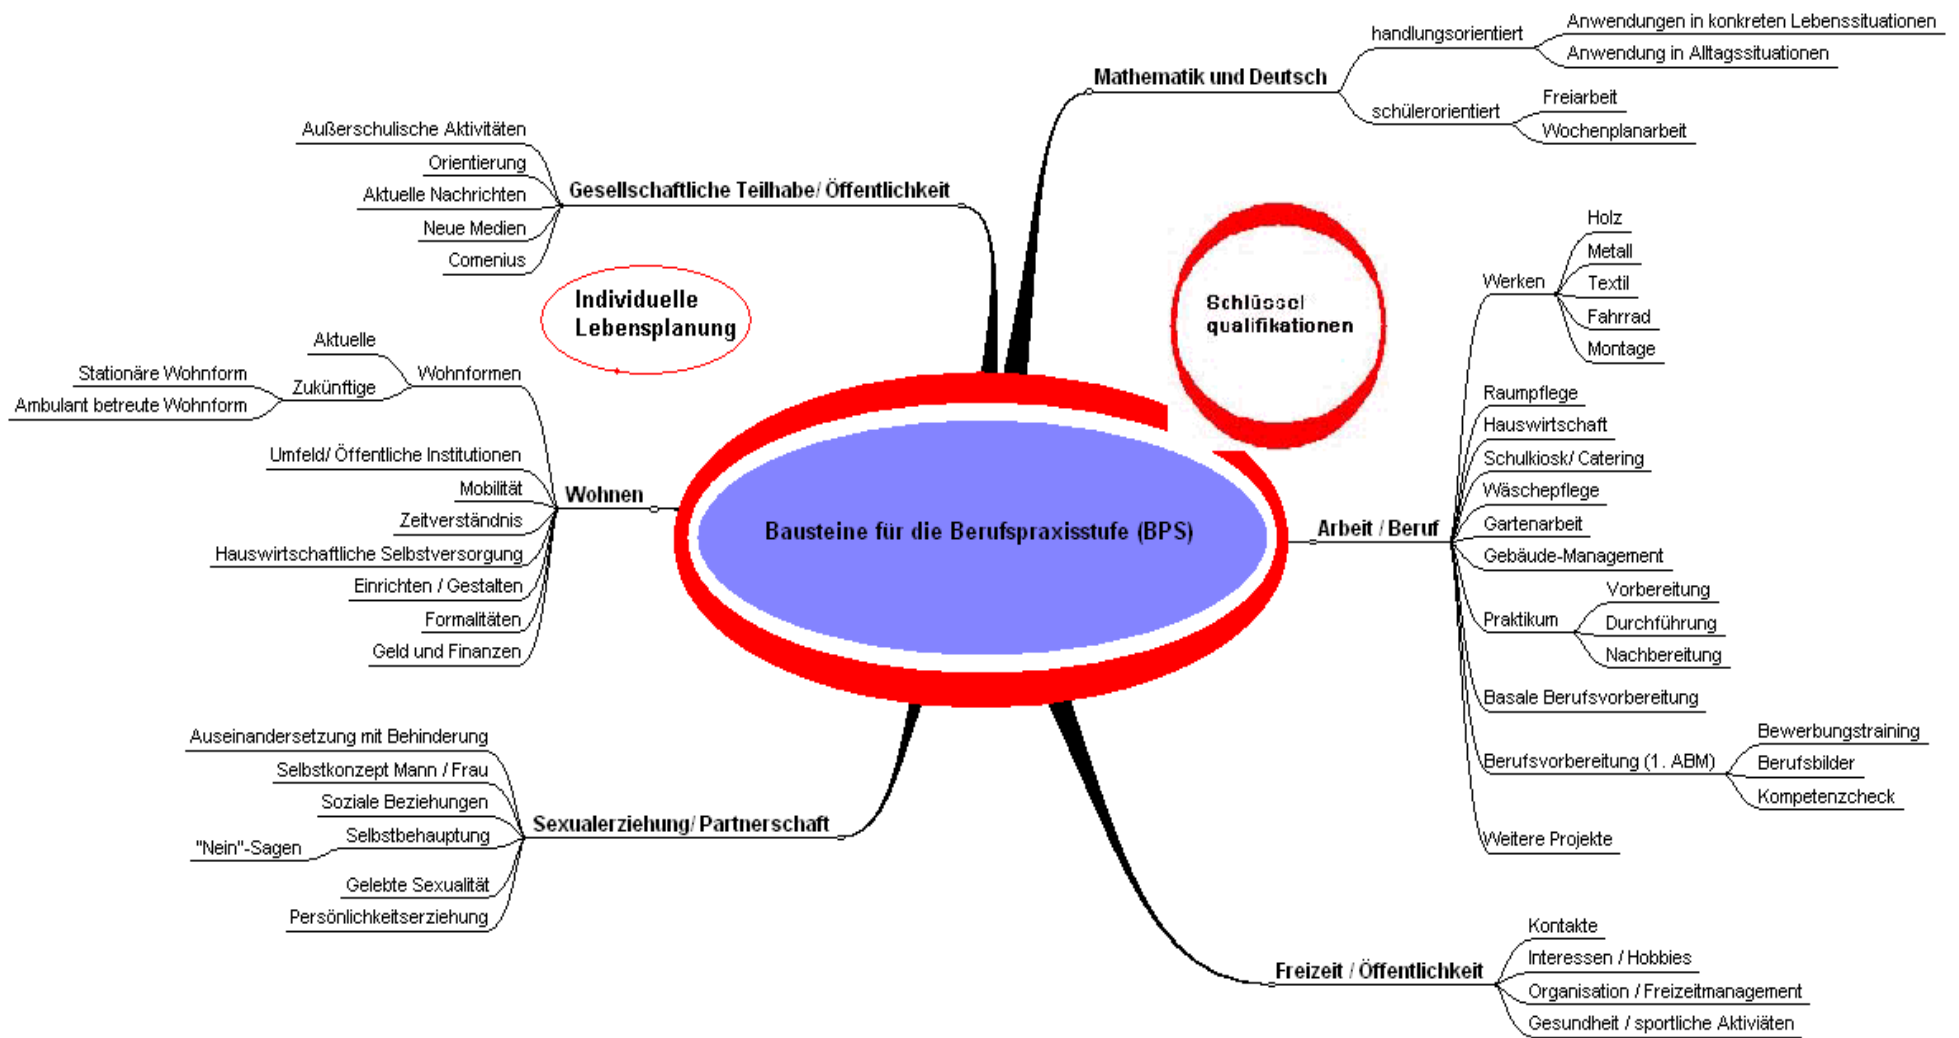 Bausteine für die Berufspraxisstufe (BPS)
Individuelle
Lebensplanung
Schlüssel
qualifikationen
Mathematik und Deutsch
handlungsorientiert
Anwendungen in konkreten Lebenssituationen
Anwendung in Alltagssituationen
schülerorientiert
Freiarbeit
Wochenplanarbeit
Gesellschaftliche Teilhabe/ Öffentlichkeit
Außerschulische Aktivitäten
Orientierung
Aktuelle Nachrichten
Neue Medien
Comenius
Wohnen
Wohnformen
Aktuelle
Zukünftige
Stationäre Wohnform
Ambulant betreute Wohnform
Umfeld/ Öffentliche Institutionen
Mobilität
Zeitverständnis
Hauswirtschaftliche Selbstversorgung
Einrichten / Gestalten
Formalitäten
Geld und Finanzen
Sexualerziehung/ Partnerschaft
Auseinandersetzung mit Behinderung
Selbstkonzept Mann / Frau
Soziale Beziehungen
Selbstbehauptung
"Nein"-Sagen
Gelebte Sexualität
Persönlichkeitserziehung
Arbeit / Beruf
Werken
Holz
Metall
Textil
Fahrrad
Montage
Raumpflege
Hauswirtschaft
Schulkiosk/ Catering
Wäschepflege
Gartenarbeit
Gebäude-Management
Praktikum
Vorbereitung
Durchführung
Nachbereitung
Basale Berufsvorbereitung
Berufsvorbereitung (1. ABM)
Bewerbungstraining
Berufsbilder
Kompetenzcheck
Weitere Projekte
Freizeit / Öffentlichkeit
Kontakte
Interessen / Hobbies
Organisation / Freizeitmanagement
Gesundheit / sportliche Aktiviäten